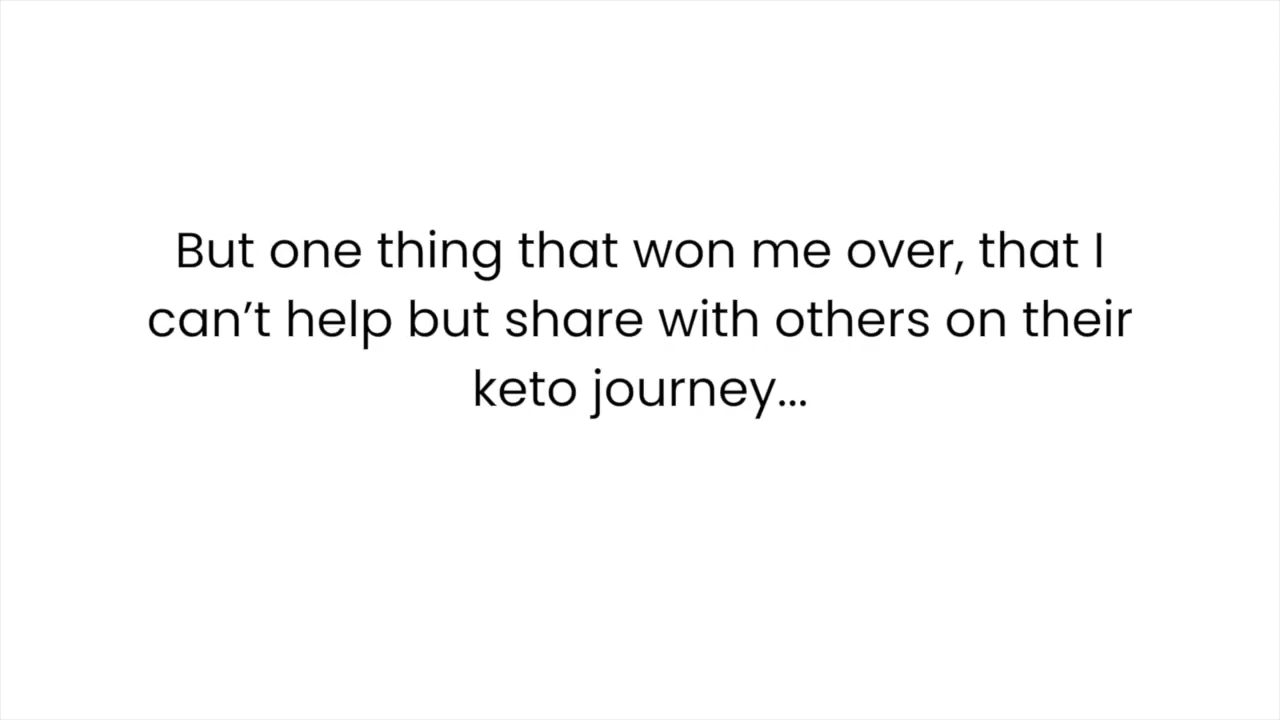 But one thing that won me over, that I
can’t help but share with others on their
keto journey...